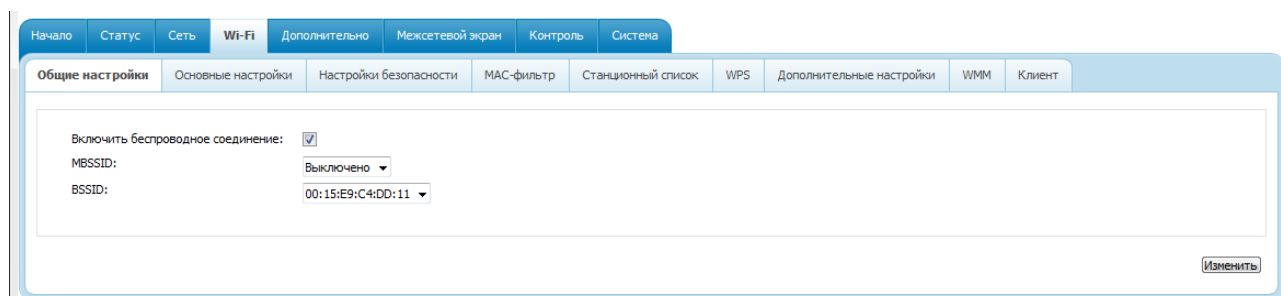 Начало Статус Сеть Wi-Fi Дополнительно Межсетевой экран Контроль Система
Общие настройки Основные настройки Настройки безопасности MAC-фильтр Станционный список WPS Дополнительные настройки WMM Клиент
Включить беспроводное соединение:
MBSSID: Выключено
BSSID: 00:15:E9:C4:DD:11
Изменить